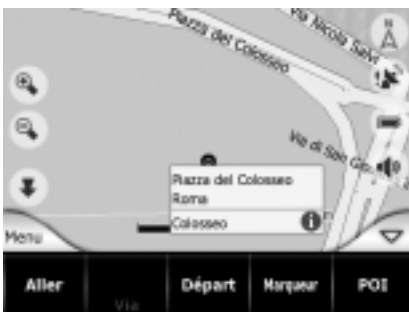 Piazza del Colosseo
Via Nicola Salvi
N
Via di San
Piazza del Colosseo
Roma
Colosseo
i
Menu
Aller
Via
Départ
Marqueur
POI